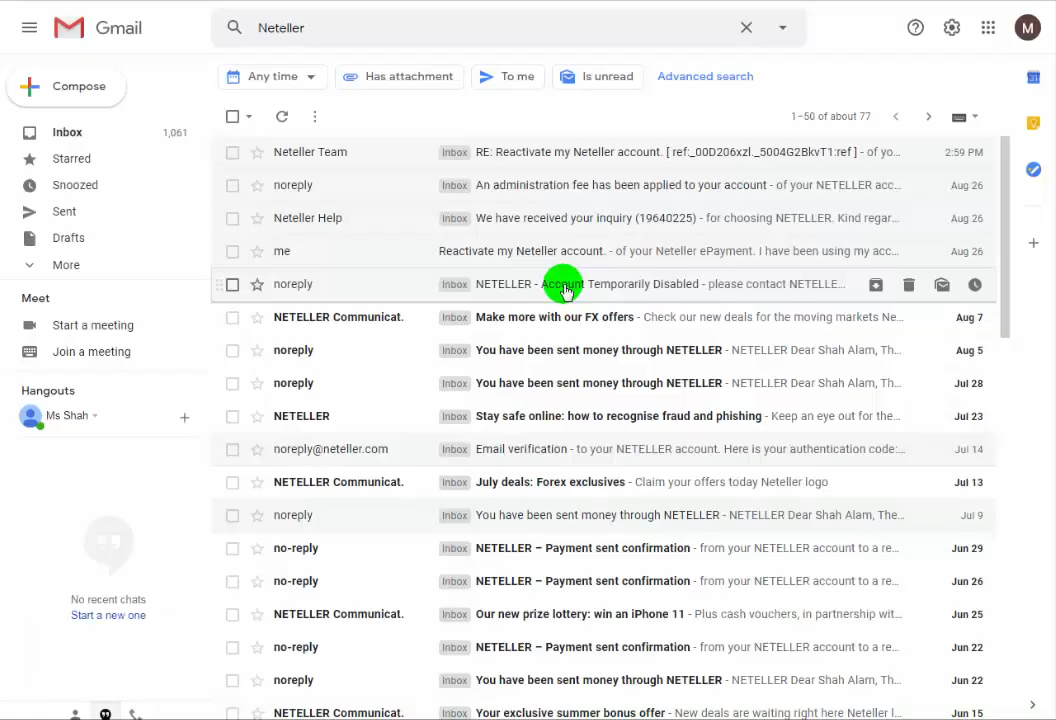 Gmail
Neteller
M
Compose
Any time
Has attachment
To me
Is unread
Advanced search
1–50 of about 77
Inbox 1,061
Starred
Snoozed
Sent
Drafts
More
Meet
Start a meeting
Join a meeting
Hangouts
Ms Shah
No recent chats
Start a new one
Neteller Team Inbox RE: Reactivate my Neteller account. [ ref:_00D206xzl._5004G2BkvT1:ref ] - of yo... 2:59 PM
noreply Inbox An administration fee has been applied to your account - of your NETELLER acc... Aug 26
Neteller Help Inbox We have received your inquiry (19640225) - for choosing NETELLER. Kind regar... Aug 26
me Reactivate my Neteller account. - of your Neteller ePayment. I have been using my acc... Aug 26
noreply Inbox NETELLER - Account Temporarily Disabled - please contact NETELLE...
NETELLER Communicat. Inbox Make more with our FX offers - Check our new deals for the moving markets Ne... Aug 7
noreply Inbox You have been sent money through NETELLER - NETELLER Dear Shah Alam, Th... Aug 5
noreply Inbox You have been sent money through NETELLER - NETELLER Dear Shah Alam, Th... Jul 28
NETELLER Inbox Stay safe online: how to recognise fraud and phishing - Keep an eye out for the... Jul 23
noreply@neteller.com Inbox Email verification - to your NETELLER account. Here is your authentication code:... Jul 14
NETELLER Communicat. Inbox July deals: Forex exclusives - Claim your offers today Neteller logo Jul 13
noreply Inbox You have been sent money through NETELLER - NETELLER Dear Shah Alam, The... Jul 9
no-reply Inbox NETELLER – Payment sent confirmation - from your NETELLER account to a re... Jun 29
no-reply Inbox NETELLER – Payment sent confirmation - from your NETELLER account to a re... Jun 26
NETELLER Communicat. Inbox Our new prize lottery: win an iPhone 11 - Plus cash vouchers, in partnership wit... Jun 25
no-reply Inbox NETELLER – Payment sent confirmation - from your NETELLER account to a re... Jun 22
noreply Inbox You have been sent money through NETELLER - NETELLER Dear Shah Alam, Th... Jun 22
NETELLER Communicat. Inbox Your exclusive summer bonus offer - New deals are waiting right here Neteller l... Jun 15